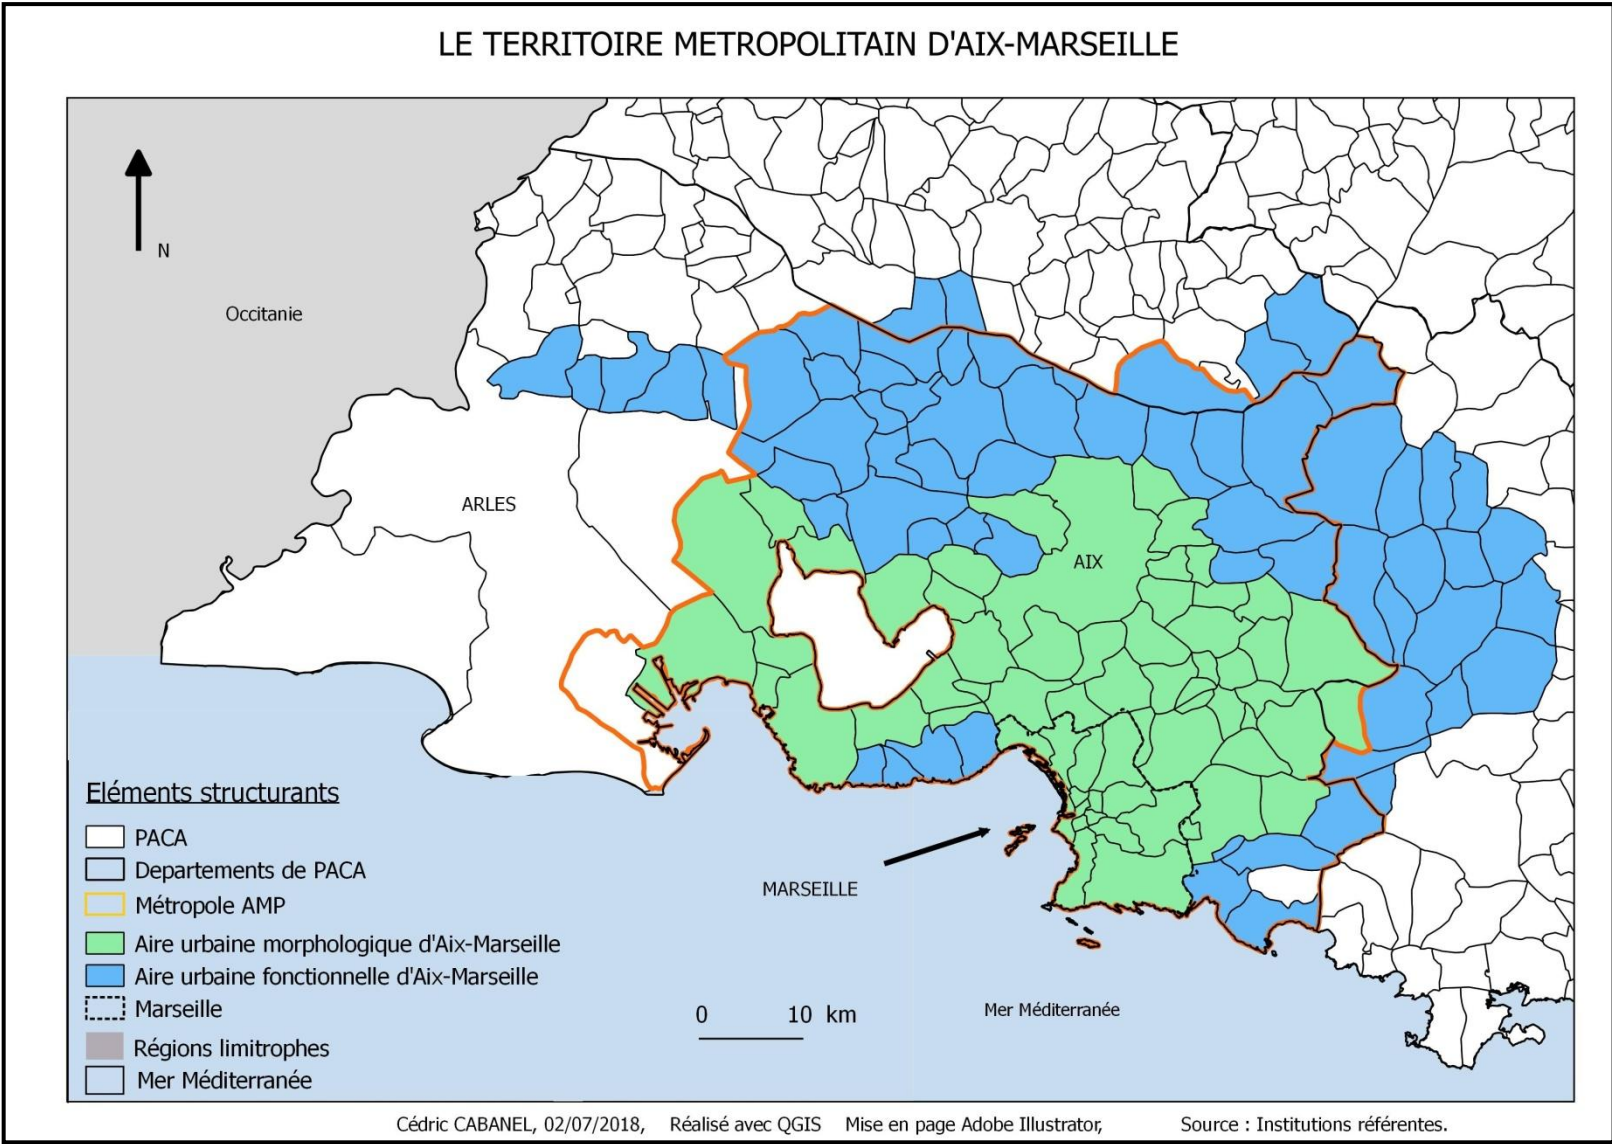 LE TERRITOIRE METROPOLITAIN D'AIX-MARSEILLE
N
Occitanie
ARLES
AIX
MARSEILLE
Mer Méditerranée
0 10 km
Eléments structurants
PACA
Departements de PACA
Métropole AMP
Aire urbaine morphologique d'Aix-Marseille
Aire urbaine fonctionnelle d'Aix-Marseille
Marseille
Régions limitrophes
Mer Méditerranée
Cédric CABANEL, 02/07/2018, Réalisé avec QGIS Mise en page Adobe Illustrator, Source : Institutions référentes.